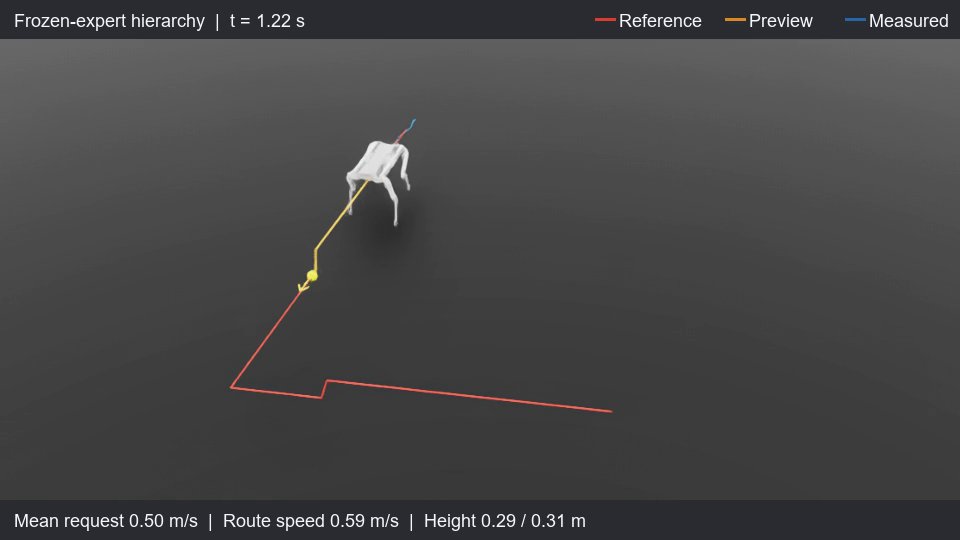 Frozen-expert hierarchy | t = 1.22 s
Reference Preview Measured
Mean request 0.50 m/s | Route speed 0.59 m/s | Height 0.29 / 0.31 m